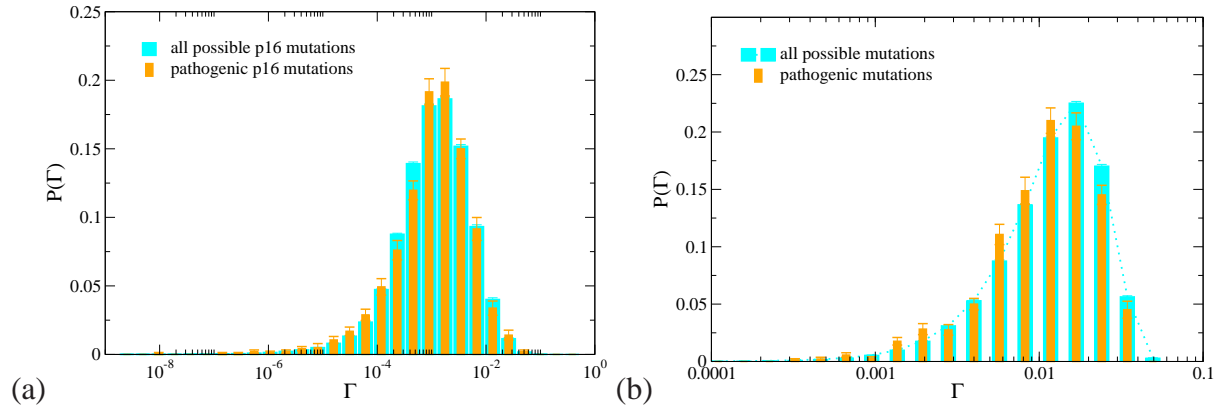 0.25
0.2
0.15
0.1
0.05
0
P(Γ)
all possible p16 mutations
pathogenic p16 mutations
10⁻⁸ 10⁻⁶ 10⁻⁴ 10⁻² 10⁰
Γ
(a)
0.25
0.2
0.15
0.1
0.05
0
P(Γ)
all possible mutations
pathogenic mutations
0.0001 0.001 0.01 0.1
Γ
(b)